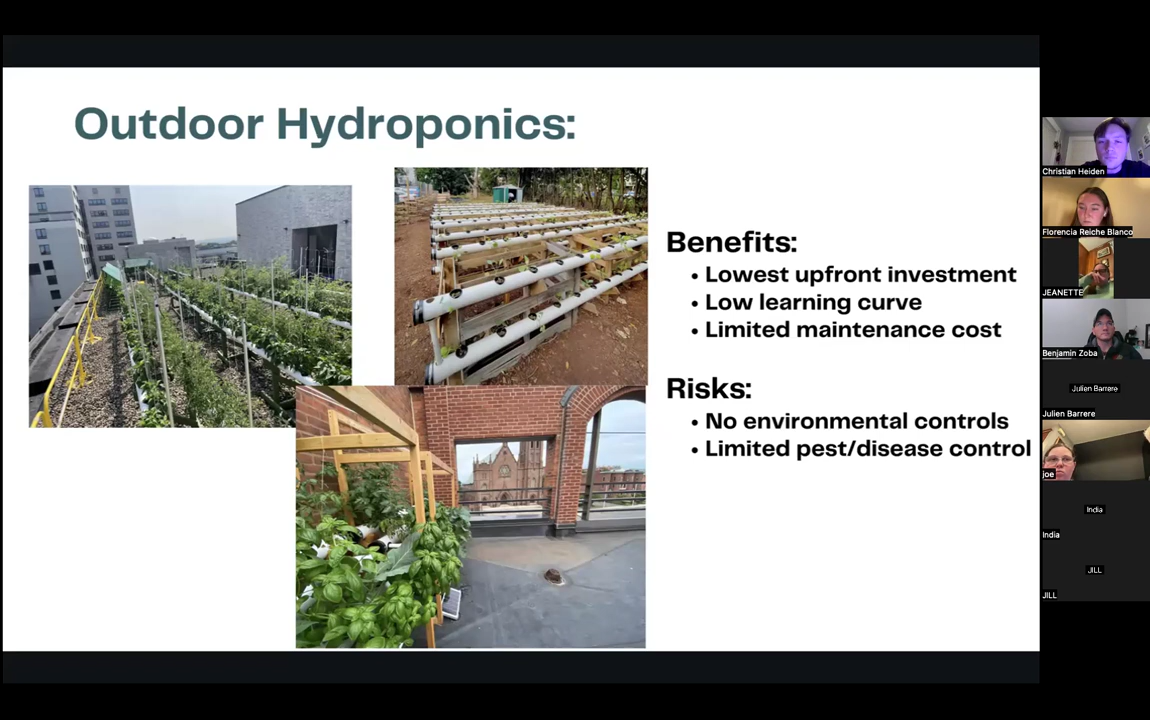 Outdoor Hydroponics:
Benefits:
• Lowest upfront investment
• Low learning curve
• Limited maintenance cost
Risks:
• No environmental controls
• Limited pest/disease control
Christian Heiden
Florencia Reiche Blanco
JEANETTE
Benjamin Zoba
Julien Barrere
Julien Barrere
joe
India
India
JILL
JILL